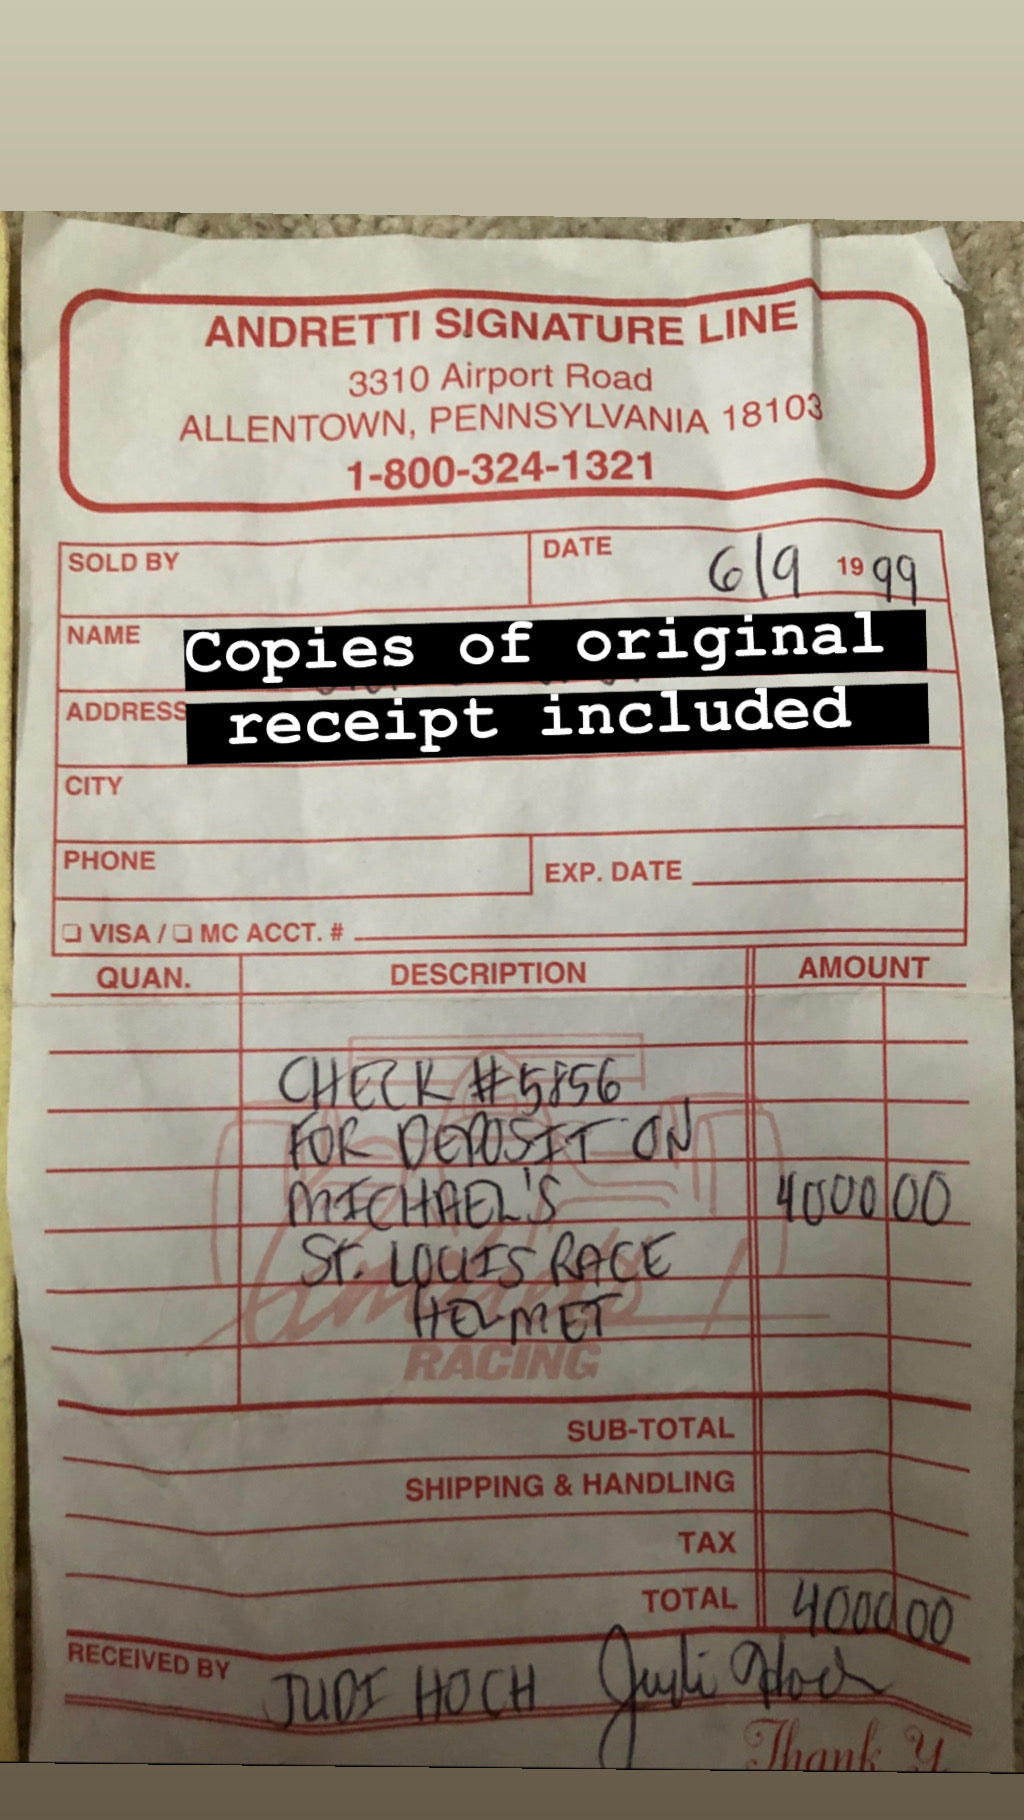 ANDRETTI SIGNATURE LINE
3310 Airport Road
ALLENTOWN, PENNSYLVANIA 18103
1-800-324-1321
SOLD BY
DATE 6/9 1999
NAME
Copies of original
ADDRESS
receipt included
CITY
PHONE
EXP. DATE
VISA / MC ACCT. #
QUAN. DESCRIPTION AMOUNT
CHECK #5856
FOR DEPOSIT ON
MICHAEL'S 4000 00
ST. LOUIS RACE
HELMET
RACING
SUB-TOTAL
SHIPPING & HANDLING
TAX
TOTAL 4000 00
RECEIVED BY JUDI HOCH Judi Hoch
Thank Y